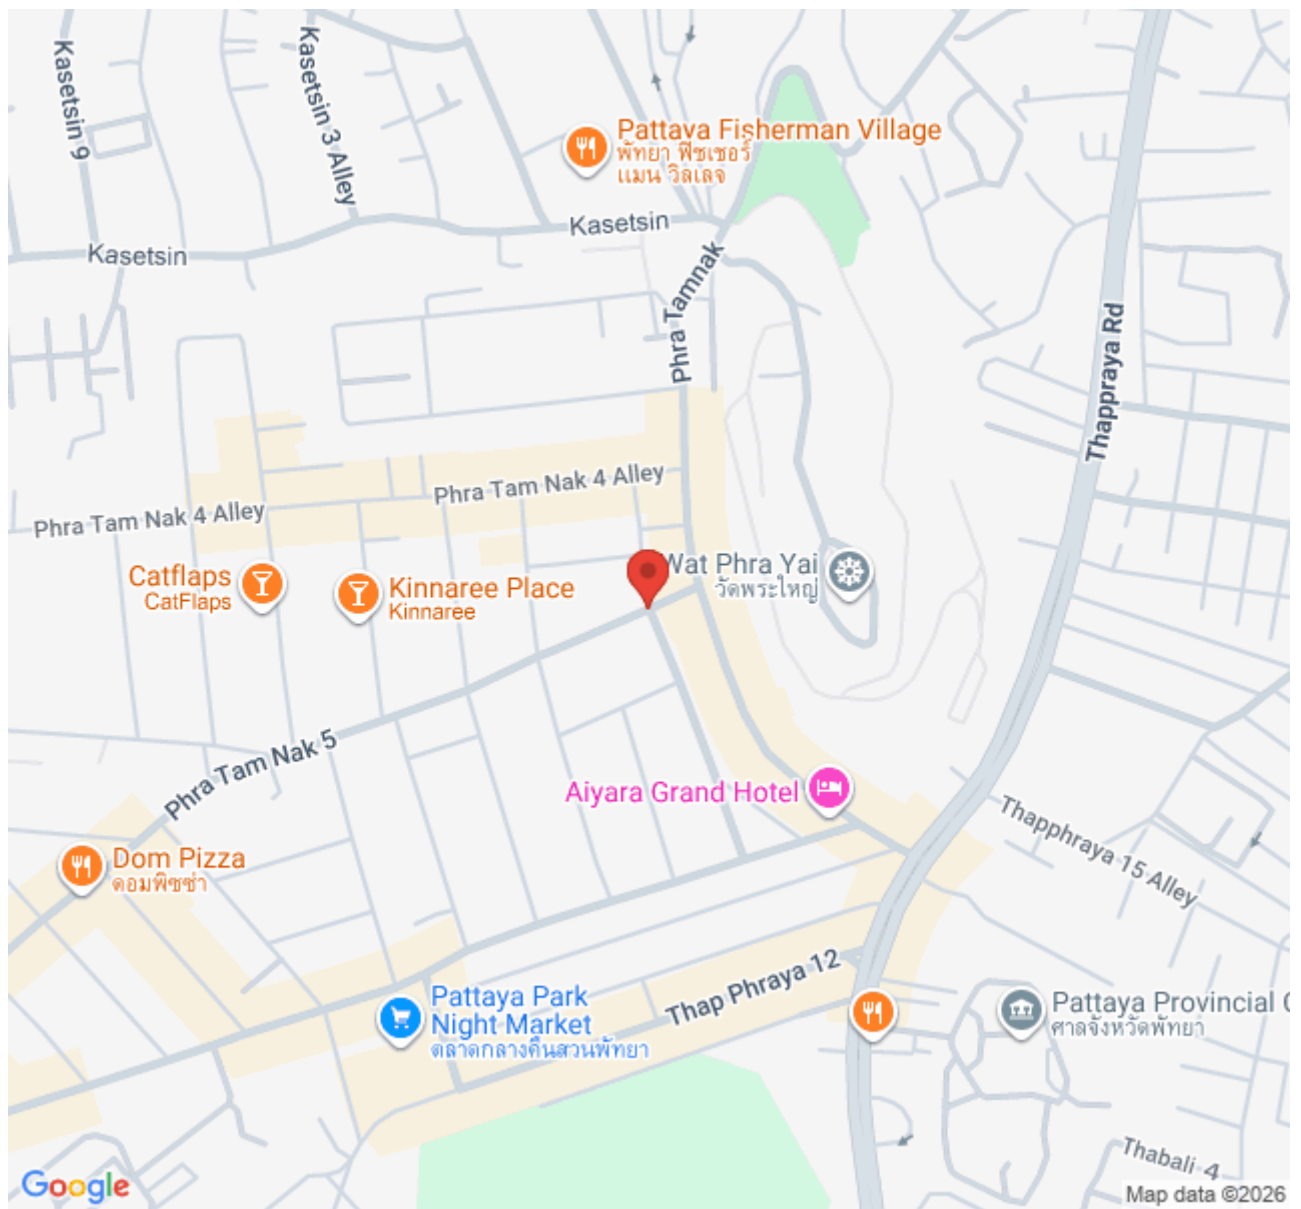 Kasetsin 9
Kasetsin 3 Alley
Pattaya Fisherman Village
พัทยา ฟิชเชอร์
แมน วิลเลจ
Kasetsin
Kasetsin
Phra Tamnak
Thappraya Rd
Phra Tam Nak 4 Alley
Phra Tam Nak 4 Alley
Wat Phra Yai
วัดพระใหญ่
Catflaps
CatFlaps
Kinnaree Place
Kinnaree
Phra Tam Nak 5
Aiyara Grand Hotel
Thapphraya 15 Alley
Dom Pizza
ดอมพิซซ่า
Pattaya Park
Night Market
ตลาดกลางคืนสวนพัทยา
Thap Phraya 12
Pattaya Provincial C
ศาลจังหวัดพัทยา
Thabali 4
Google
Map data ©2026